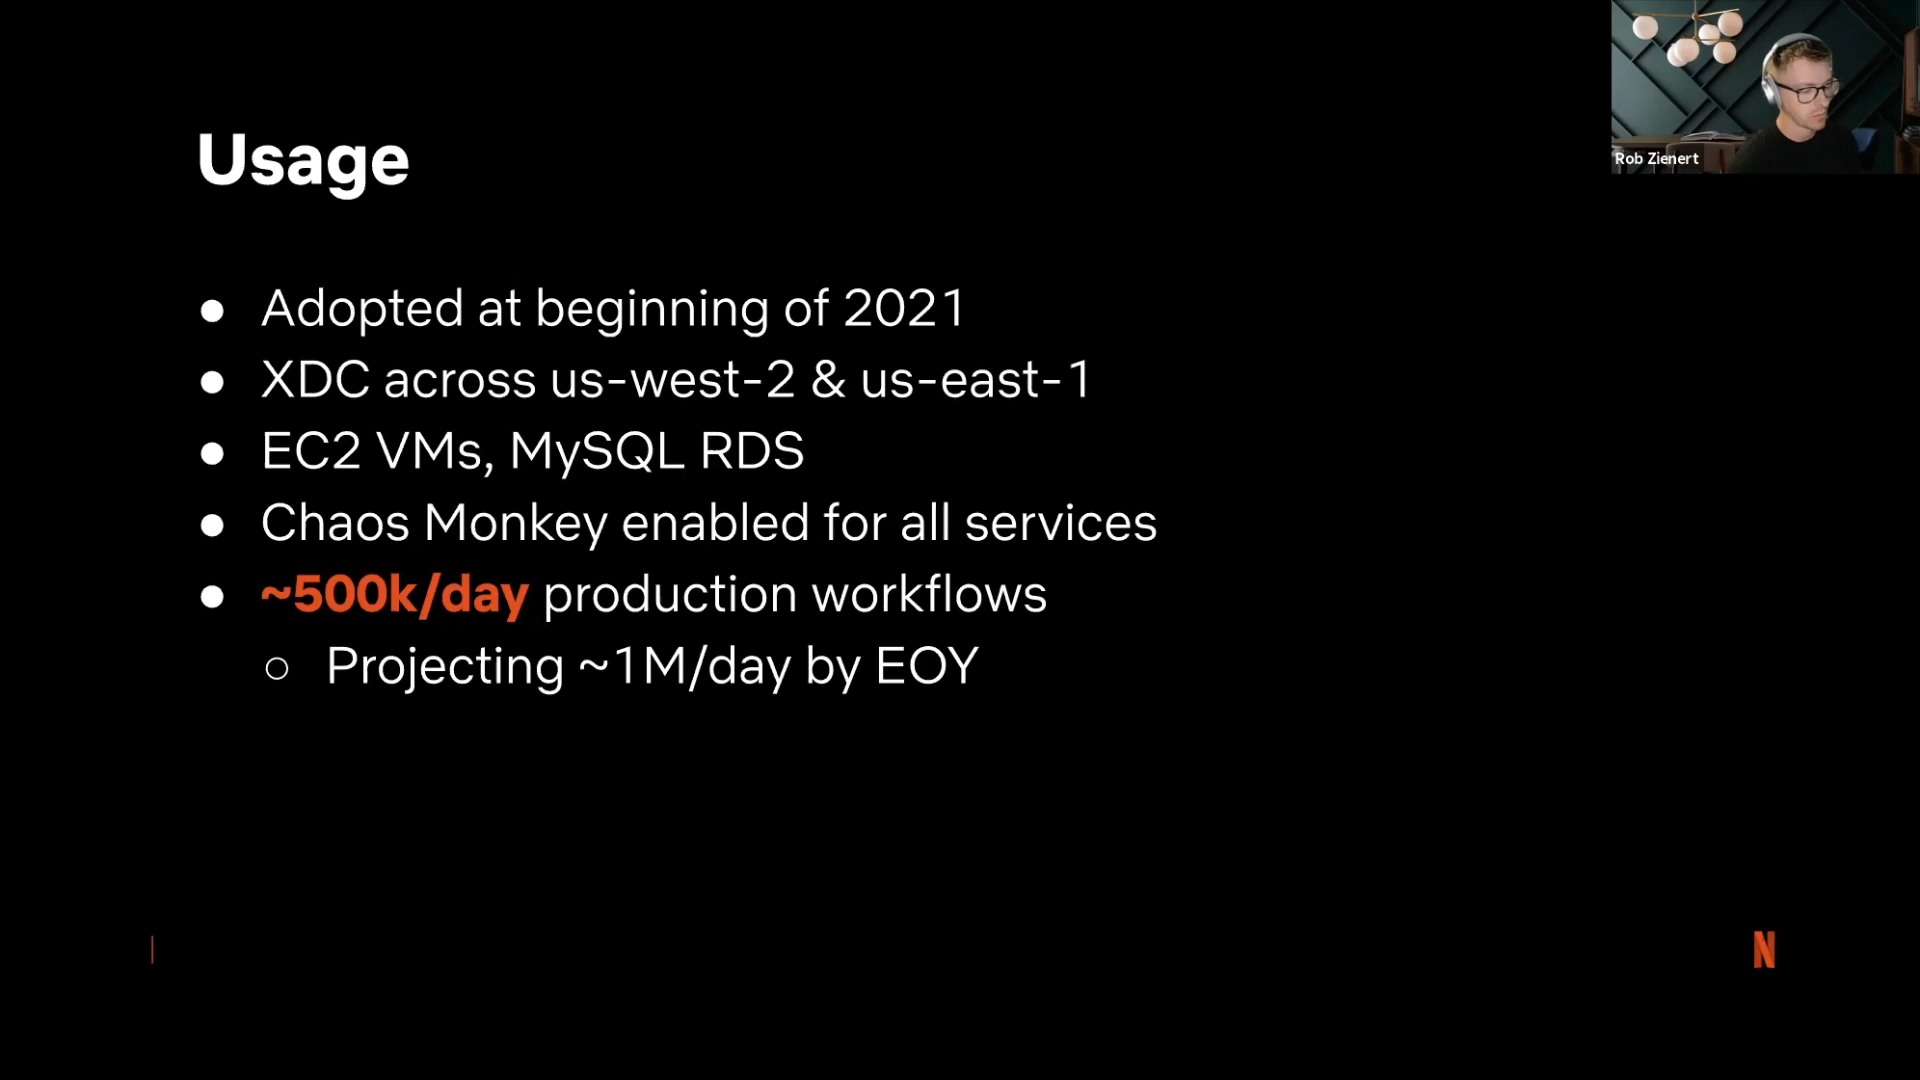 Rob Zienert
Usage
● Adopted at beginning of 2021
● XDC across us-west-2 & us-east-1
● EC2 VMs, MySQL RDS
● Chaos Monkey enabled for all services
● ~500k/day production workflows
○ Projecting ~1M/day by EOY
N